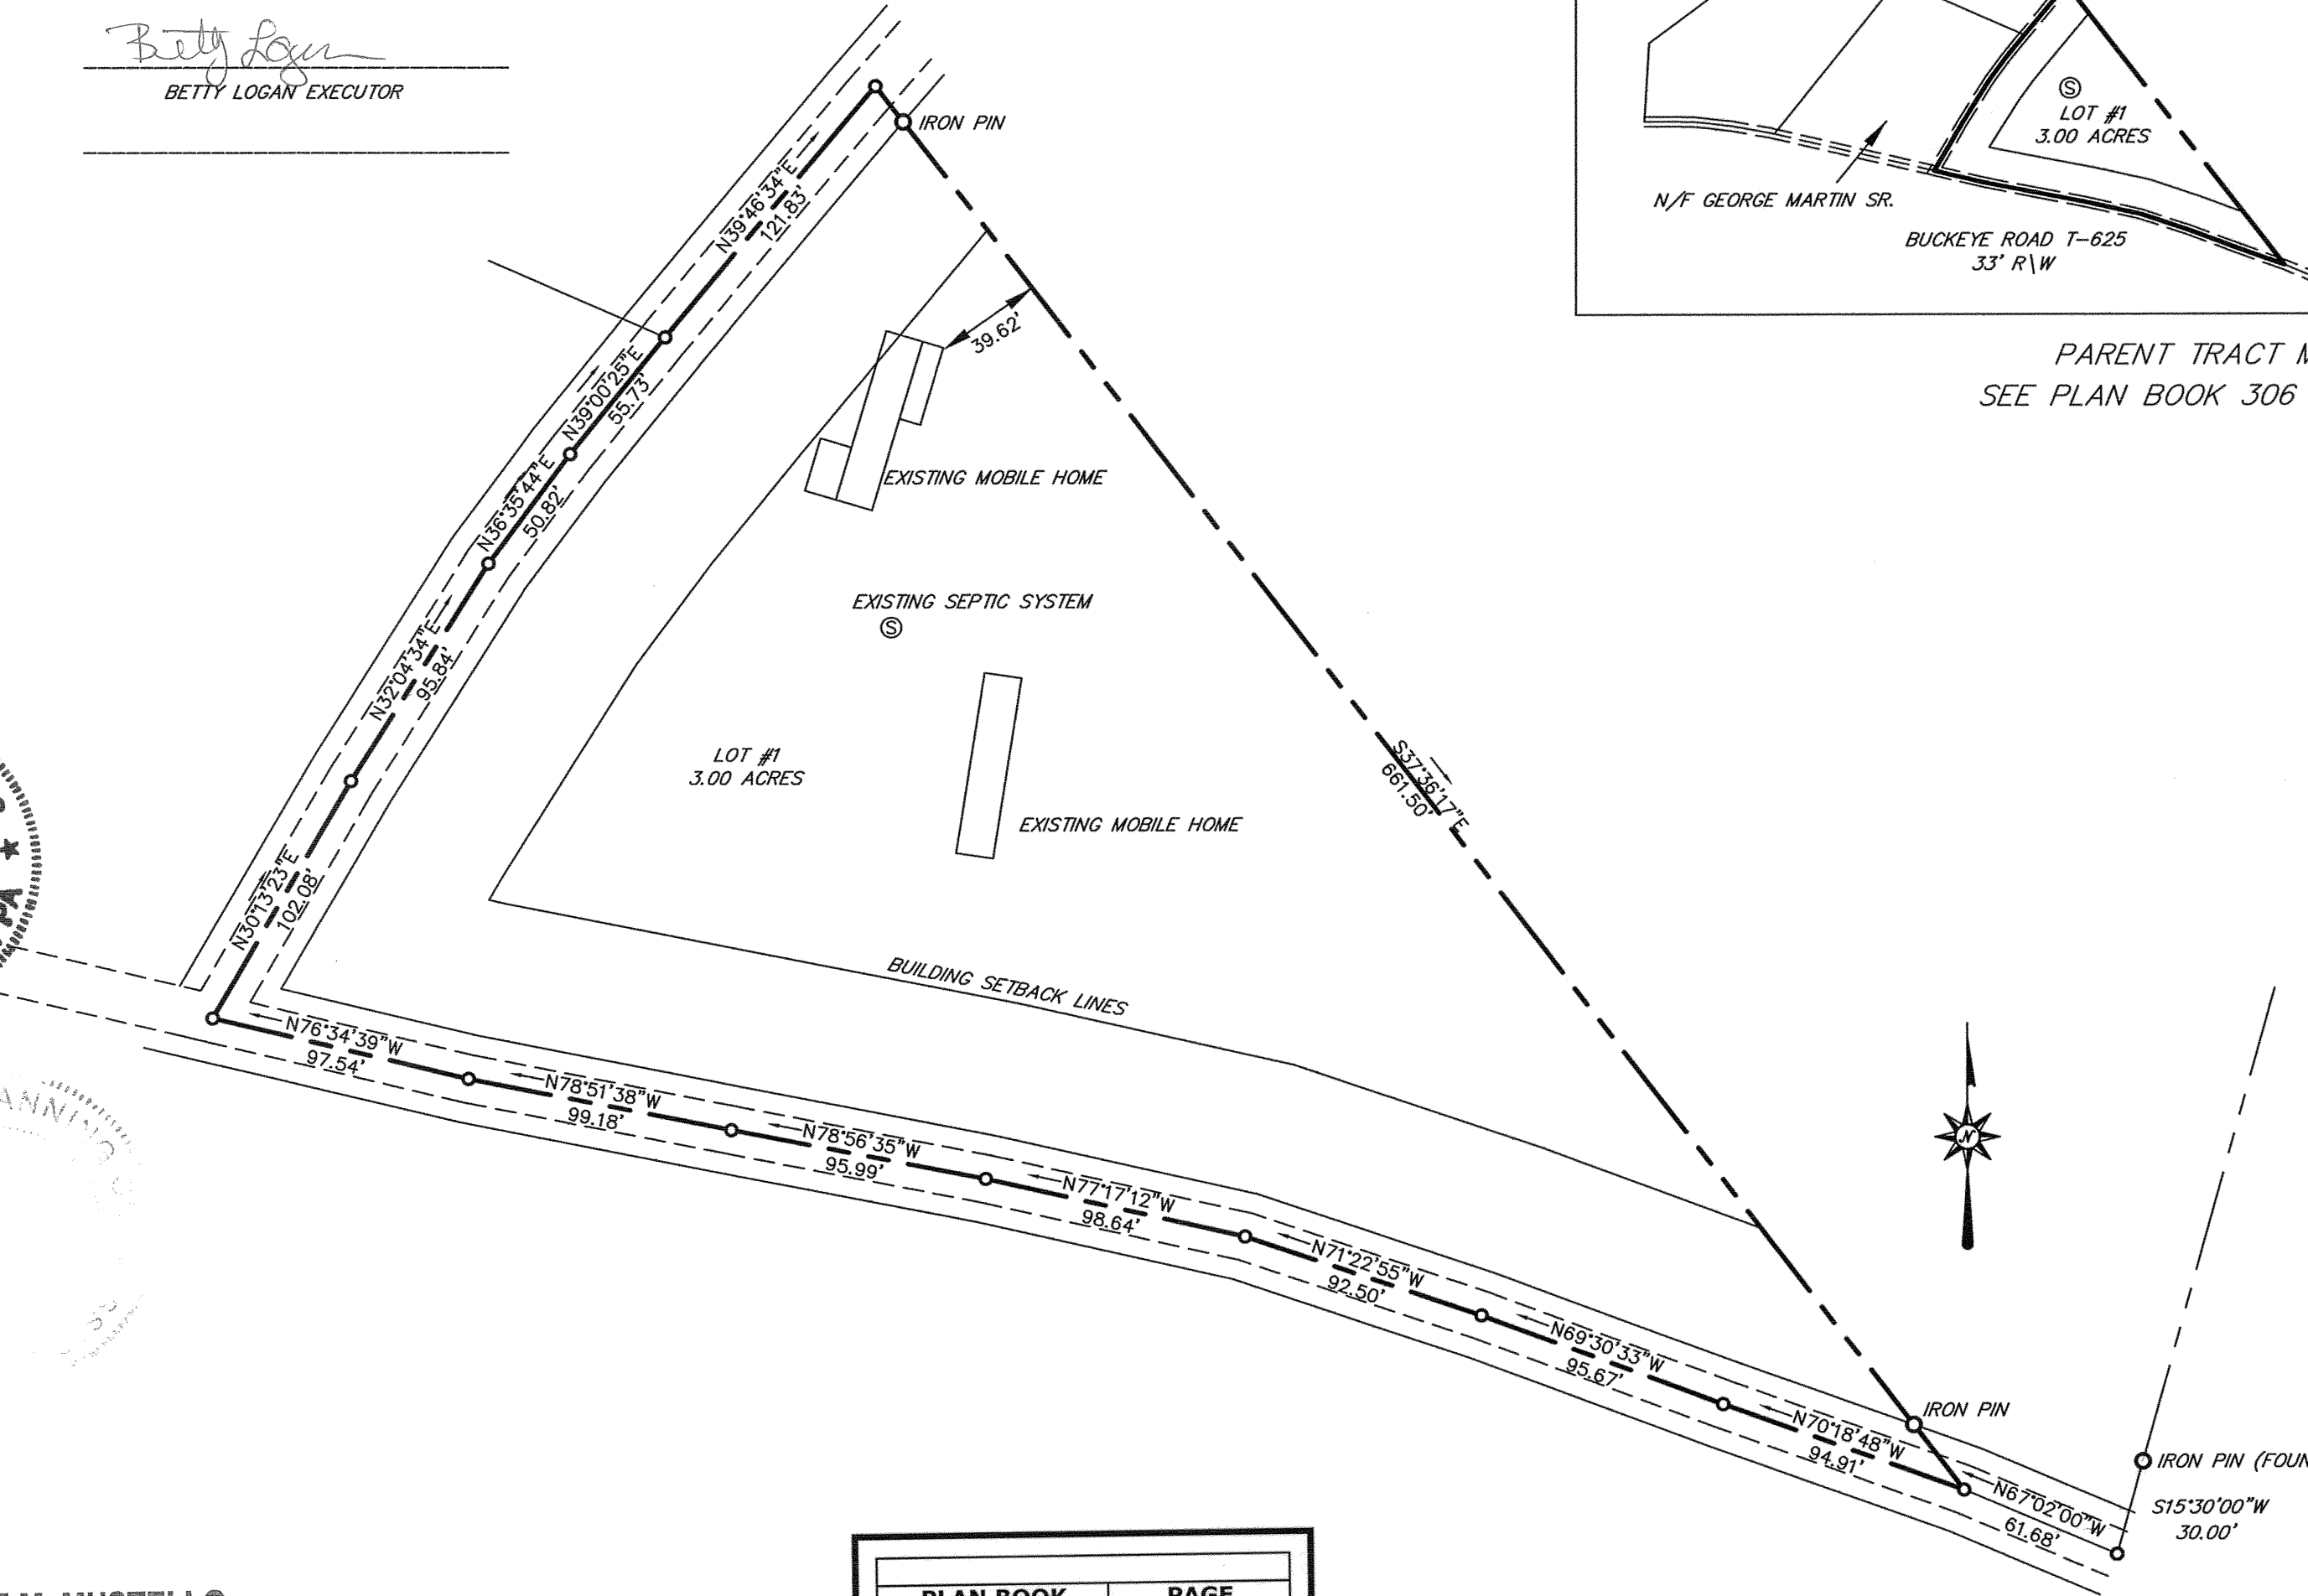 Betty Logan
BETTY LOGAN EXECUTOR
IRON PIN
N39°46'34"E
121.83'
39.62'
N39°00'25"E
55.73'
N36°35'44"E
50.82'
EXISTING MOBILE HOME
EXISTING SEPTIC SYSTEM
S
N32°04'34"E
95.84'
LOT #1
3.00 ACRES
EXISTING MOBILE HOME
S37°36'17"E
661.50'
N30°13'23"E
102.08'
BUILDING SETBACK LINES
N76°34'39"W
97.54'
N78°51'38"W
99.18'
N78°56'35"W
95.99'
N77°17'12"W
98.64'
N71°22'55"W
92.50'
N69°30'33"W
95.67'
N70°18'48"W
94.91'
IRON PIN
N67°02'00"W
61.68'
IRON PIN (FOUN
S15°30'00"W
30.00'
N
S
LOT #1
3.00 ACRES
N/F GEORGE MARTIN SR.
BUCKEYE ROAD T-625
33' R\W
PARENT TRACT M
SEE PLAN BOOK 306
PA
ANNING
PLAN BOOK
PAGE